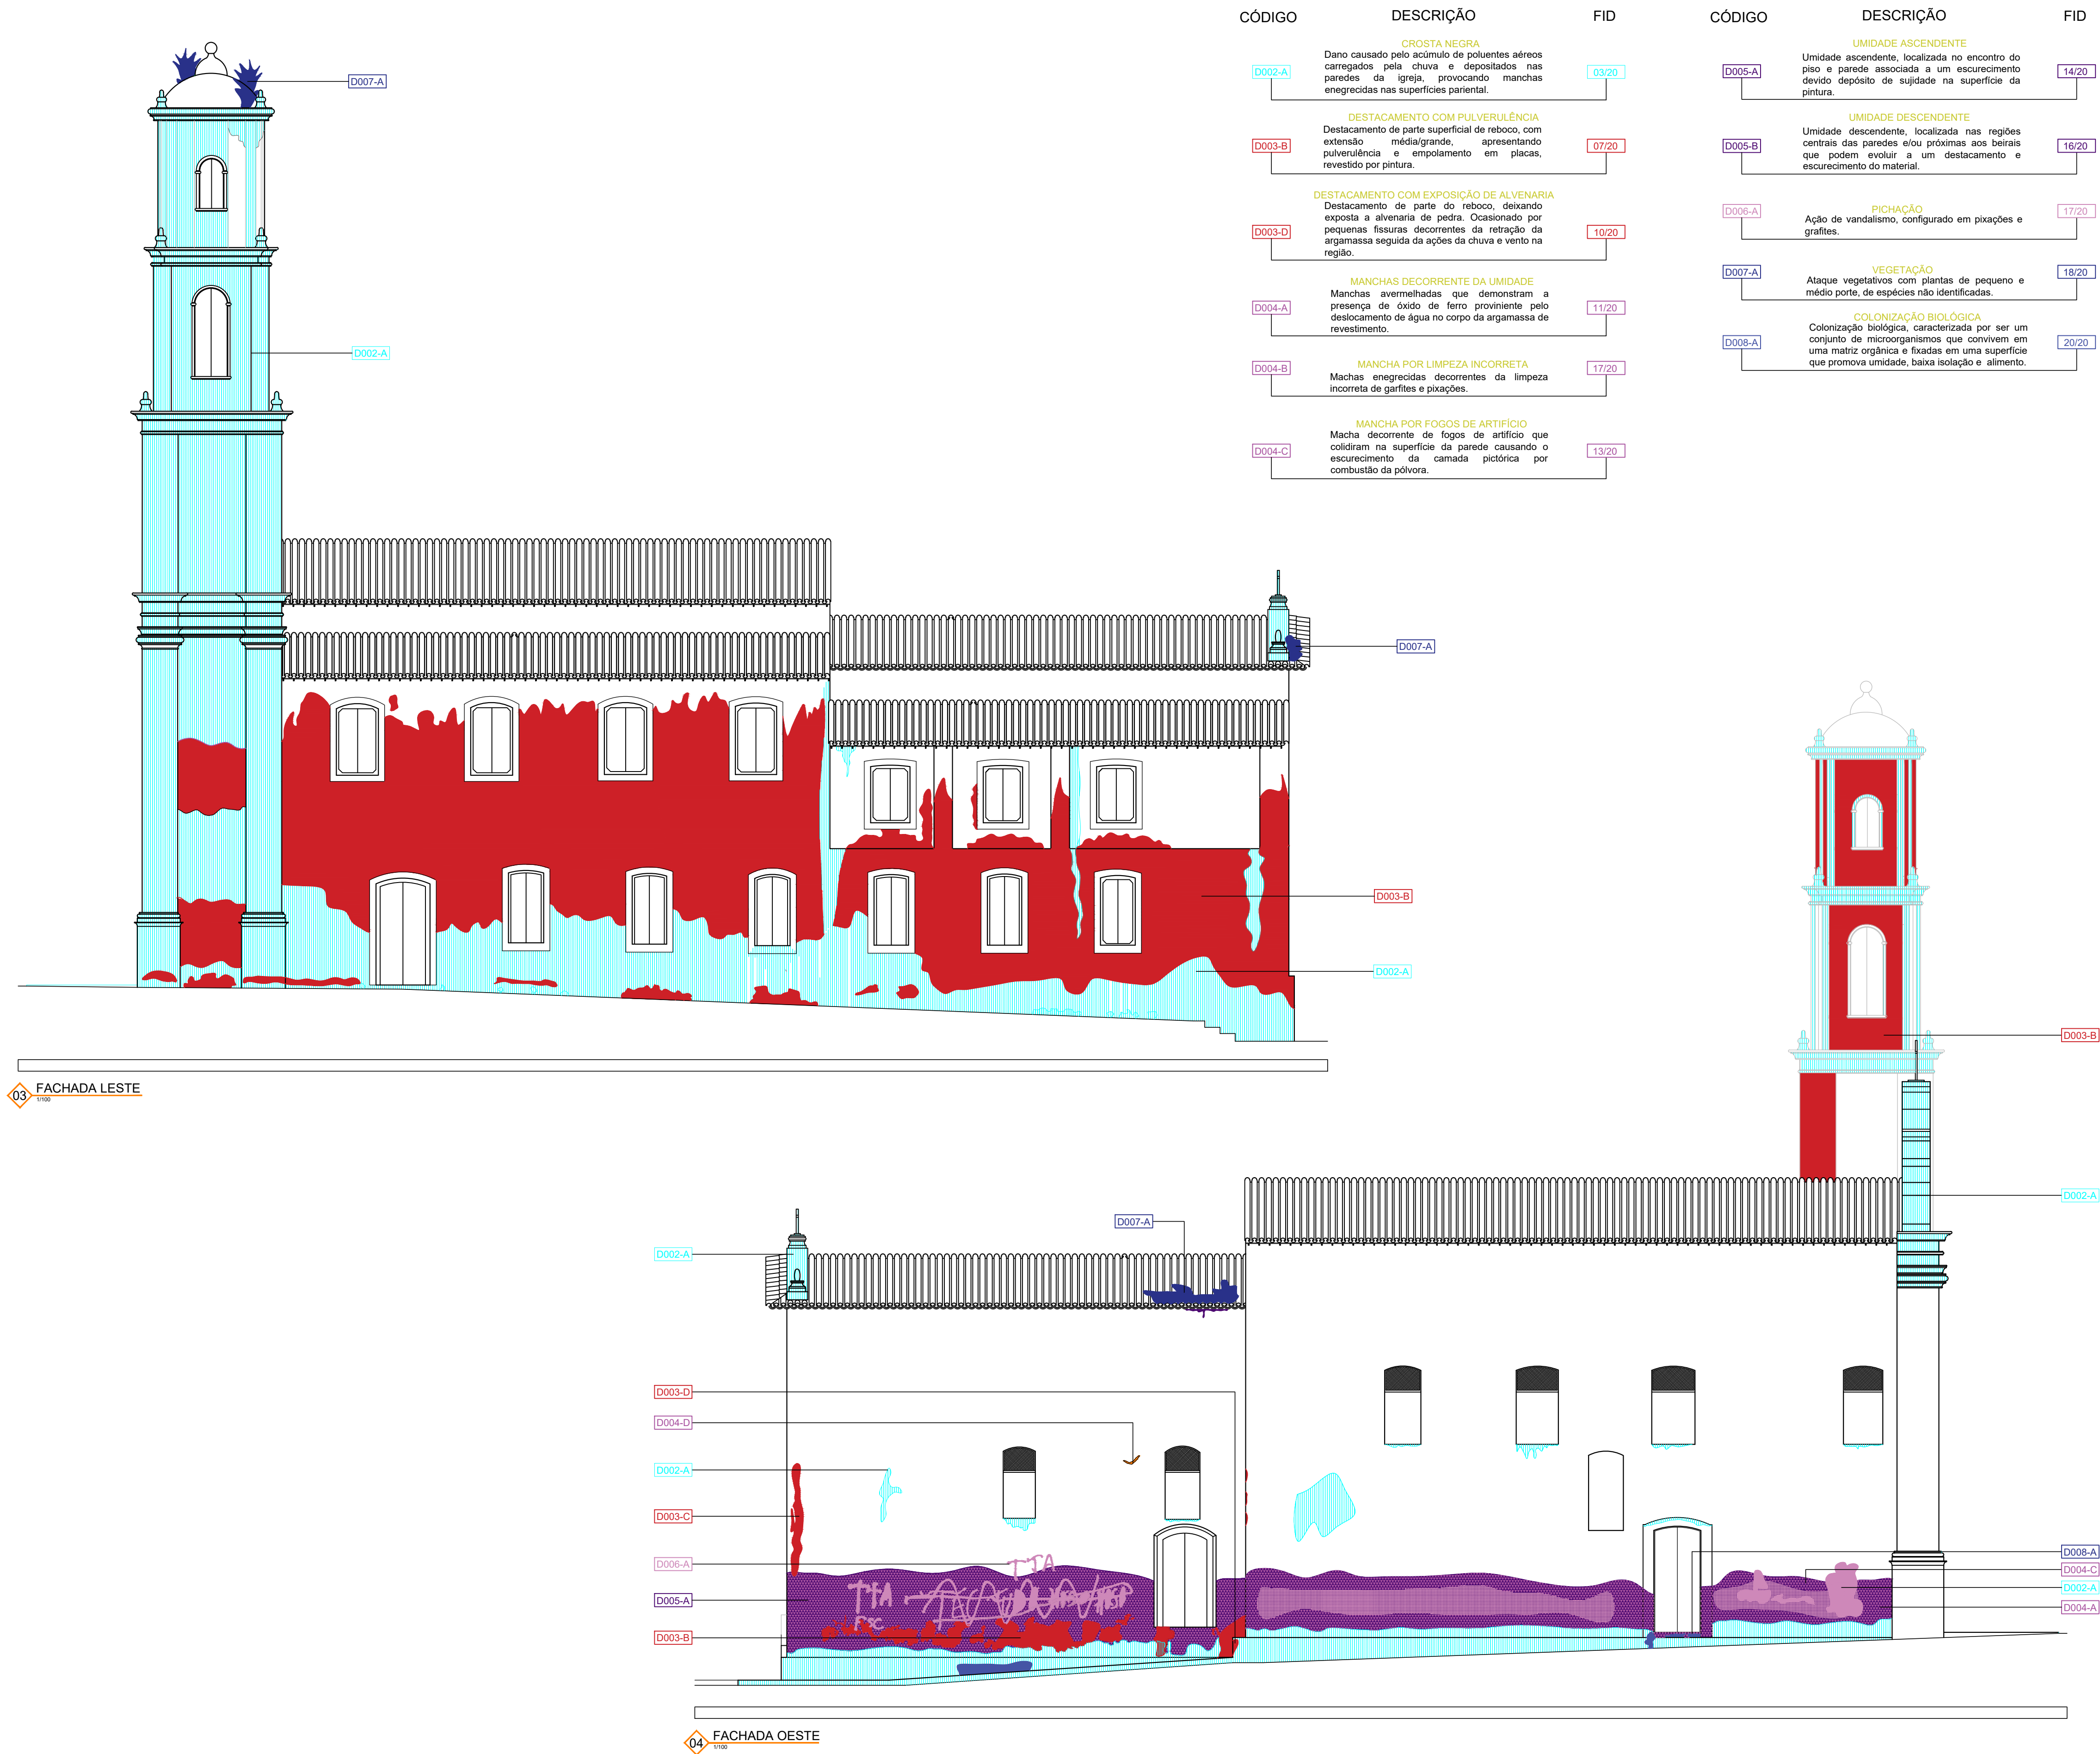 CÓDIGO DESCRIÇÃO FID
CROSTA NEGRA
Dano causado pelo acúmulo de poluentes aéreos
carregados pela chuva e depositados nas
D002-A 03/20
paredes da igreja, provocando manchas
enegrecidas nas superfícies pariental.
DESTACAMENTO COM PULVERULÊNCIA
Destacamento de parte superficial de reboco, com
extensão média/grande, apresentando
D003-B 07/20
pulverulência e empolamento em placas,
revestido por pintura.
DESTACAMENTO COM EXPOSIÇÃO DE ALVENARIA
Destacamento de parte do reboco, deixando
exposta a alvenaria de pedra. Ocasionado por
D003-D 10/20
pequenas fissuras decorrentes da retração da
argamassa seguida da ações da chuva e vento na
região.
MANCHAS DECORRENTE DA UMIDADE
Manchas avermelhadas que demonstram a
D004-A 11/20
presença de óxido de ferro proviniente pelo
deslocamento de água no corpo da argamassa de
revestimento.
MANCHA POR LIMPEZA INCORRETA
D004-B 17/20
Machas enegrecidas decorrentes da limpeza
incorreta de garfites e pixações.
MANCHA POR FOGOS DE ARTIFÍCIO
Macha decorrente de fogos de artifício que
colidiram na superfície da parede causando o
D004-C 13/20
escurecimento da camada pictórica por
combustão da pólvora.
CÓDIGO DESCRIÇÃO FID
UMIDADE ASCENDENTE
Umidade ascendente, localizada no encontro do
D005-A 14/20
piso e parede associada a um escurecimento
devido depósito de sujidade na superfície da
pintura.
UMIDADE DESCENDENTE
Umidade descendente, localizada nas regiões
D005-B 16/20
centrais das paredes e/ou próximas aos beirais
que podem evoluir a um destacamento e
escurecimento do material.
D006-A 17/20
PICHAÇÃO
Ação de vandalismo, configurado em pixações e
grafites.
D007-A 18/20
VEGETAÇÃO
Ataque vegetativos com plantas de pequeno e
médio porte, de espécies não identificadas.
COLONIZAÇÃO BIOLÓGICA
Colonização biológica, caracterizada por ser um
conjunto de microorganismos que convivem em
D008-A 20/20
uma matriz orgânica e fixadas em uma superfície
que promova umidade, baixa isolação e alimento.
D007-A
D002-A
D007-A
D003-B
D002-A
03 FACHADA LESTE
1/100
D003-B
D002-A
D007-A
D002-A
D003-D
D004-D
D002-A
D003-C
D006-A
D005-A
D003-B
TJA
TFA
PSC
D008-A
D004-C
D002-A
D004-A
04 FACHADA OESTE
1/100